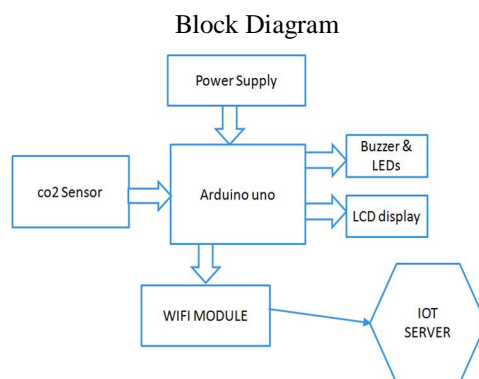 Block Diagram
Power Supply
Buzzer &
LEDs
co2 Sensor
Arduino uno
LCD display
WIFI MODULE
IOT
SERVER